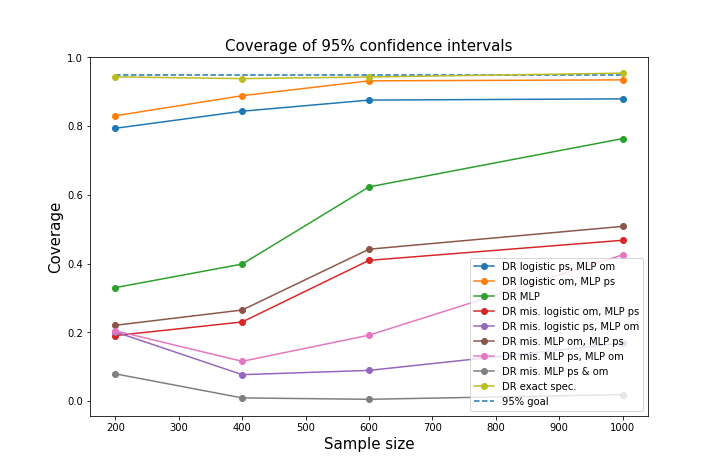 Coverage of 95% confidence intervals
1.0
0.8
0.6
0.4
0.2
0.0
Coverage
DR logistic ps, MLP om
DR logistic om, MLP ps
DR MLP
DR mis. logistic om, MLP ps
DR mis. logistic ps, MLP om
DR mis. MLP om, MLP ps
DR mis. MLP ps, MLP om
DR mis. MLP ps & om
DR exact spec.
95% goal
200 300 400 500 600 700 800 900 1000
Sample size